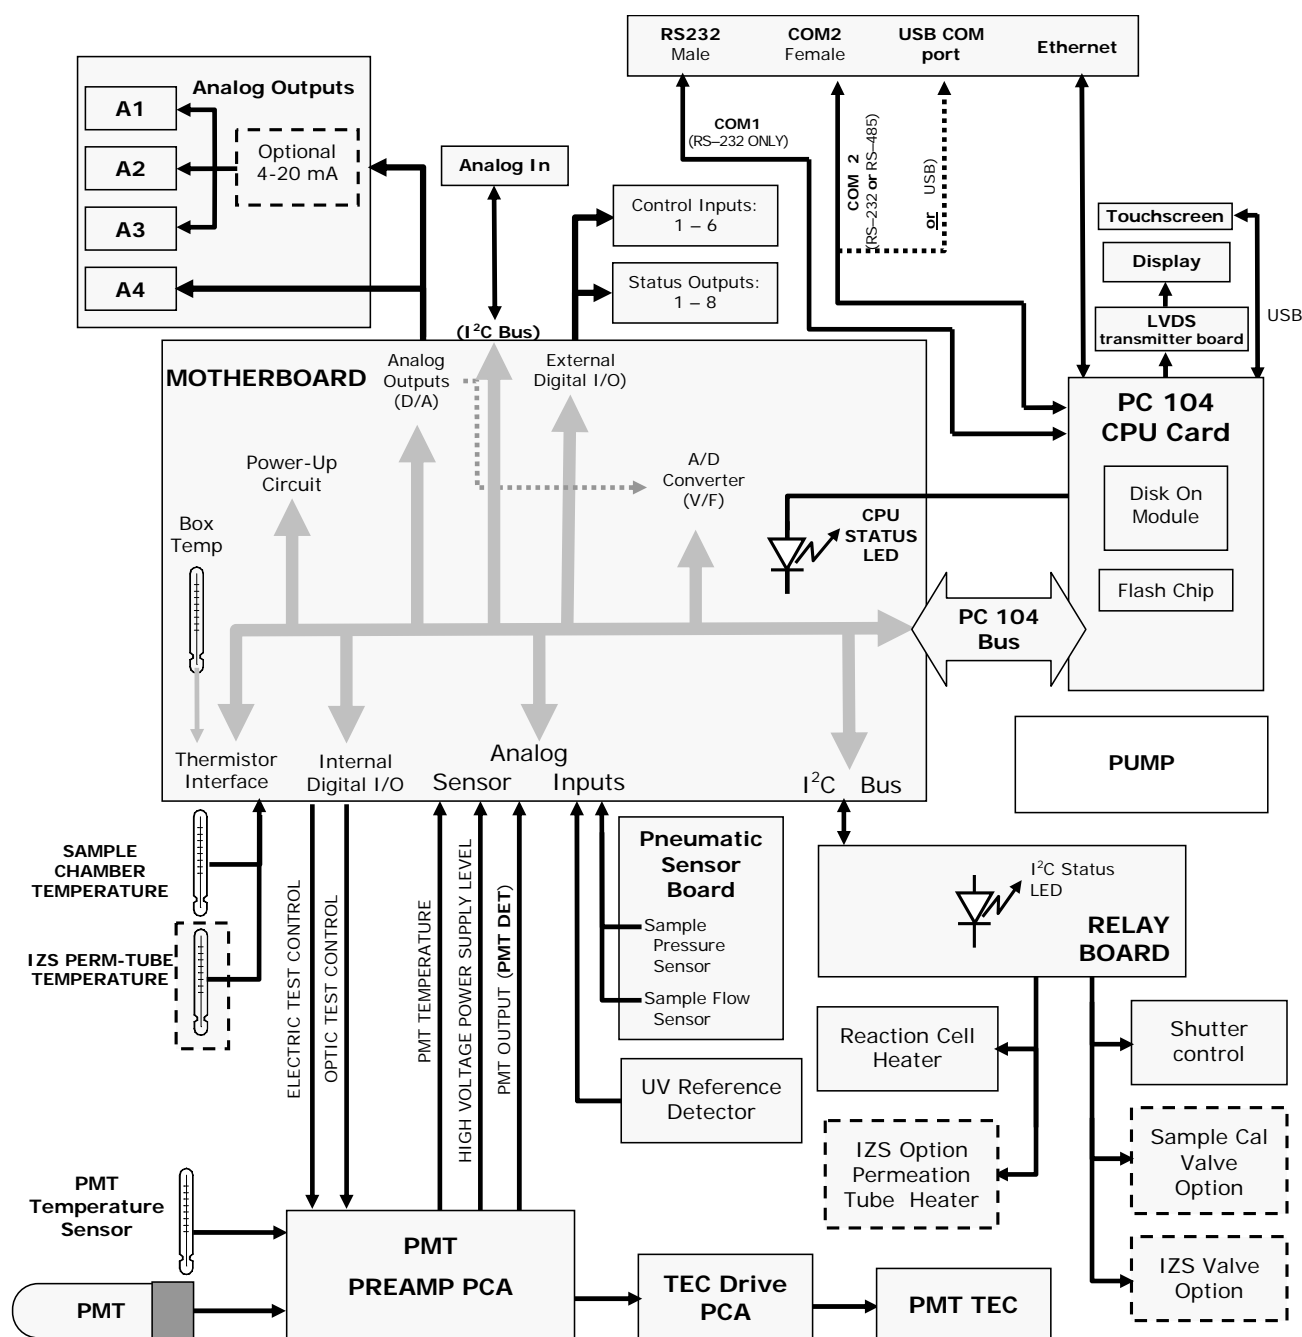 RS232
Male
COM2
Female
USB COM
port
Ethernet
Analog Outputs
A1
A2
A3
A4
Optional
4-20 mA
Analog In
COM1
(RS–232 ONLY)
COM 2
(RS–232 or RS–485)
or USB)
Control Inputs:
1 – 6
Status Outputs:
1 – 8
Touchscreen
Display
LVDS
transmitter board
USB
(I2C Bus)
MOTHERBOARD
Analog
Outputs
(D/A)
External
Digital I/O)
Power-Up
Circuit
A/D
Converter
(V/F)
Box
Temp
CPU
STATUS
LED
PC 104
CPU Card
Disk On
Module
Flash Chip
PC 104
Bus
Thermistor
Interface
Internal
Digital I/O
Analog
Sensor Inputs
I2C Bus
PUMP
SAMPLE
CHAMBER
TEMPERATURE
IZS PERM-TUBE
TEMPERATURE
ELECTRIC TEST CONTROL
OPTIC TEST CONTROL
PMT TEMPERATURE
HIGH VOLTAGE POWER SUPPLY LEVEL
PMT OUTPUT (PMT DET)
Pneumatic
Sensor
Board
Sample
Pressure
Sensor
Sample Flow
Sensor
UV Reference
Detector
I2C Status
LED
RELAY
BOARD
Reaction Cell
Heater
IZS Option
Permeation
Tube Heater
Shutter
control
Sample Cal
Valve
Option
IZS Valve
Option
PMT
Temperature
Sensor
PMT
PMT
PREAMP PCA
TEC Drive
PCA
PMT TEC